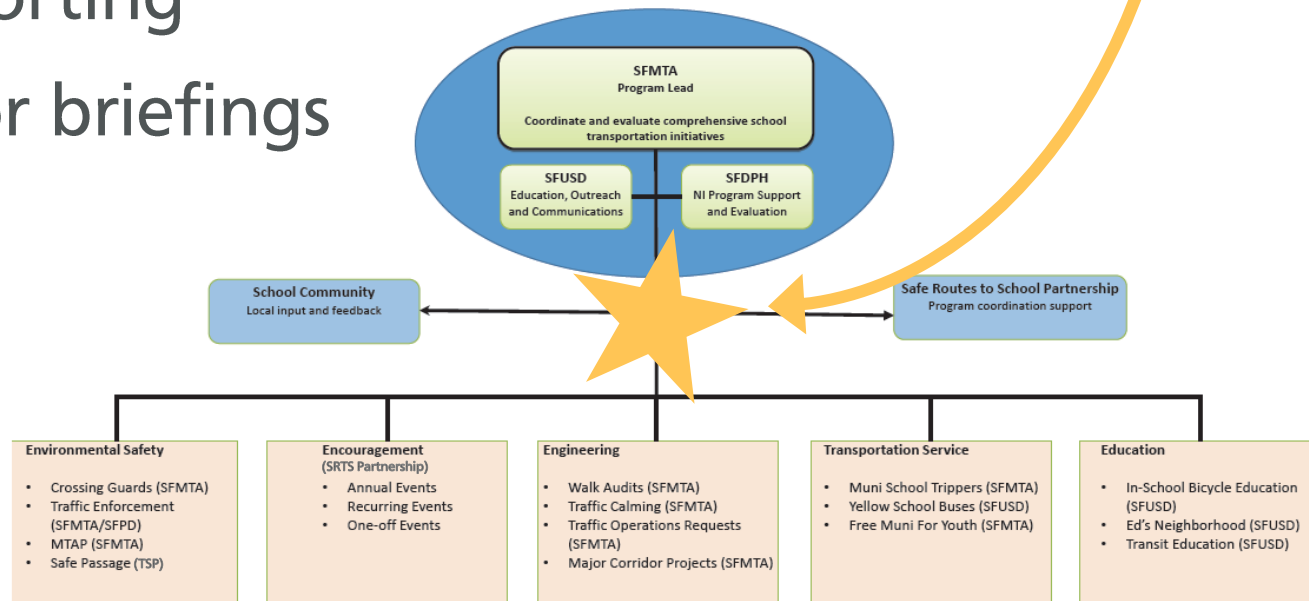 orting
or briefings
SFMTA
Program Lead
Coordinate and evaluate comprehensive school
transportation initiatives
SFUSD
Education, Outreach
and Communications
SFDPH
NI Program Support
and Evaluation
School Community
Local input and feedback
Safe Routes to School Partnership
Program coordination support
Environmental Safety
• Crossing Guards (SFMTA)
• Traffic Enforcement
(SFMTA/SFPD)
• MTAP (SFMTA)
• Safe Passage (TSP)
Encouragement
(SRTS Partnership)
• Annual Events
• Recurring Events
• One-off Events
Engineering
• Walk Audits (SFMTA)
• Traffic Calming (SFMTA)
• Traffic Operations Requests
(SFMTA)
• Major Corridor Projects (SFMTA)
Transportation Service
• Muni School Trippers (SFMTA)
• Yellow School Buses (SFUSD)
• Free Muni For Youth (SFMTA)
Education
• In-School Bicycle Education
(SFUSD)
• Ed's Neighborhood (SFUSD)
• Transit Education (SFUSD)